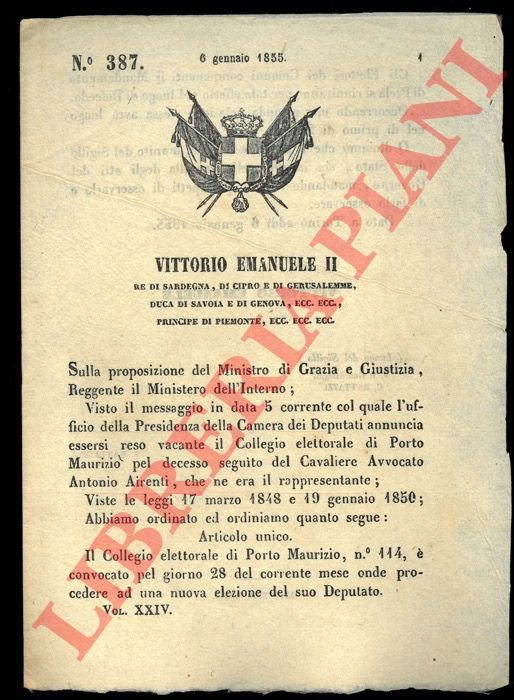 N.º 387.
6 gennaio 1855.
1
VITTORIO EMANUELE II
RE DI SARDEGNA, DI CIPRO E DI GERUSALEMME,
DUCA DI SAVOIA E DI GENOVA, ECC. ECC.,
PRINCIPE DI PIEMONTE, ECC. ECC. ECC.
Sulla proposizione del Ministro di Grazia e Giustizia,
Reggente il Ministero dell'Interno;
Visto il messaggio in data 5 corrente col quale l'uf-
ficio della Presidenza della Camera dei Deputati annuncia
essersi reso vacante il Collegio elettorale di Porto
Maurizio pel decesso seguito del Cavaliere Avvocato
Antonio Airenti, che ne era il rappresentante;
Viste le leggi 17 marzo 1848 e 19 gennaio 1850;
Abbiamo ordinato ed ordiniamo quanto segue:
Articolo unico.
Il Collegio elettorale di Porto Maurizio, n.º 114, è
convocato pel giorno 28 del corrente mese onde pro-
cedere ad una nuova elezione del suo Deputato.
VOL. XXIV.
LIBRERIA PIANI